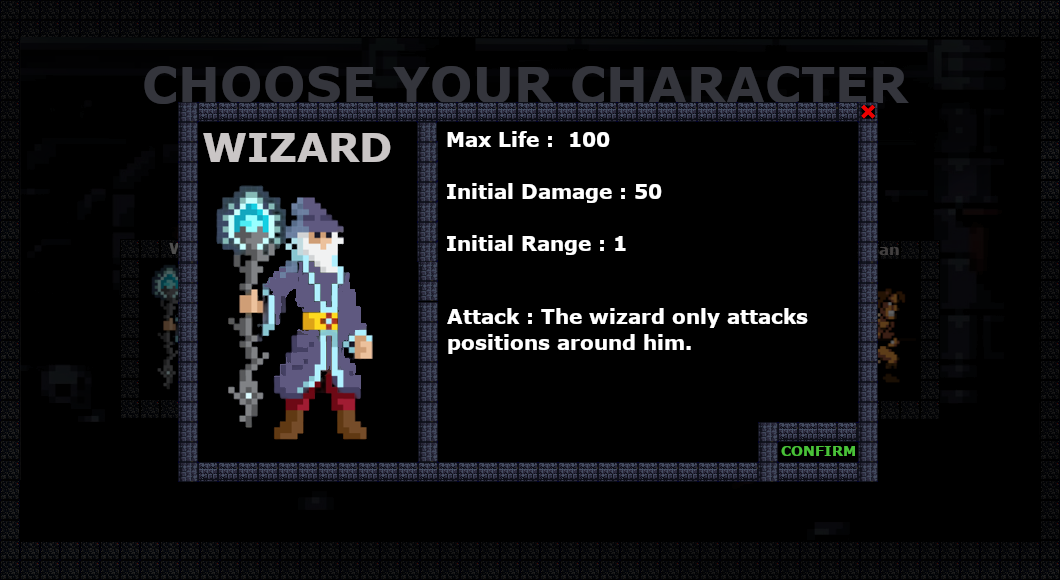 CHOOSE YOUR CHARACTER
WIZARD
Max Life :  100
Initial Damage : 50
Initial Range : 1
Attack : The wizard only attacks
positions around him.
CONFIRM